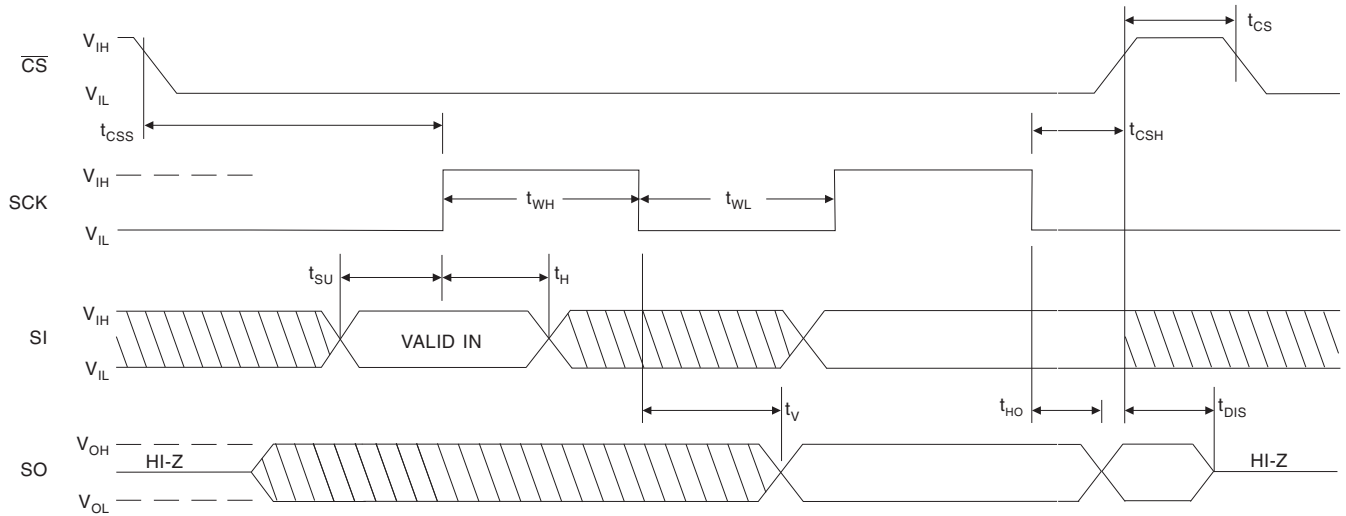 t_CS
V_IH
CS
V_IL
t_CSS
t_CSH
V_IH
SCK
t_WH
t_WL
V_IL
t_SU
t_H
V_IH
SI
VALID IN
V_IL
t_V
t_HO
t_DIS
V_OH
SO
HI-Z
HI-Z
V_OL